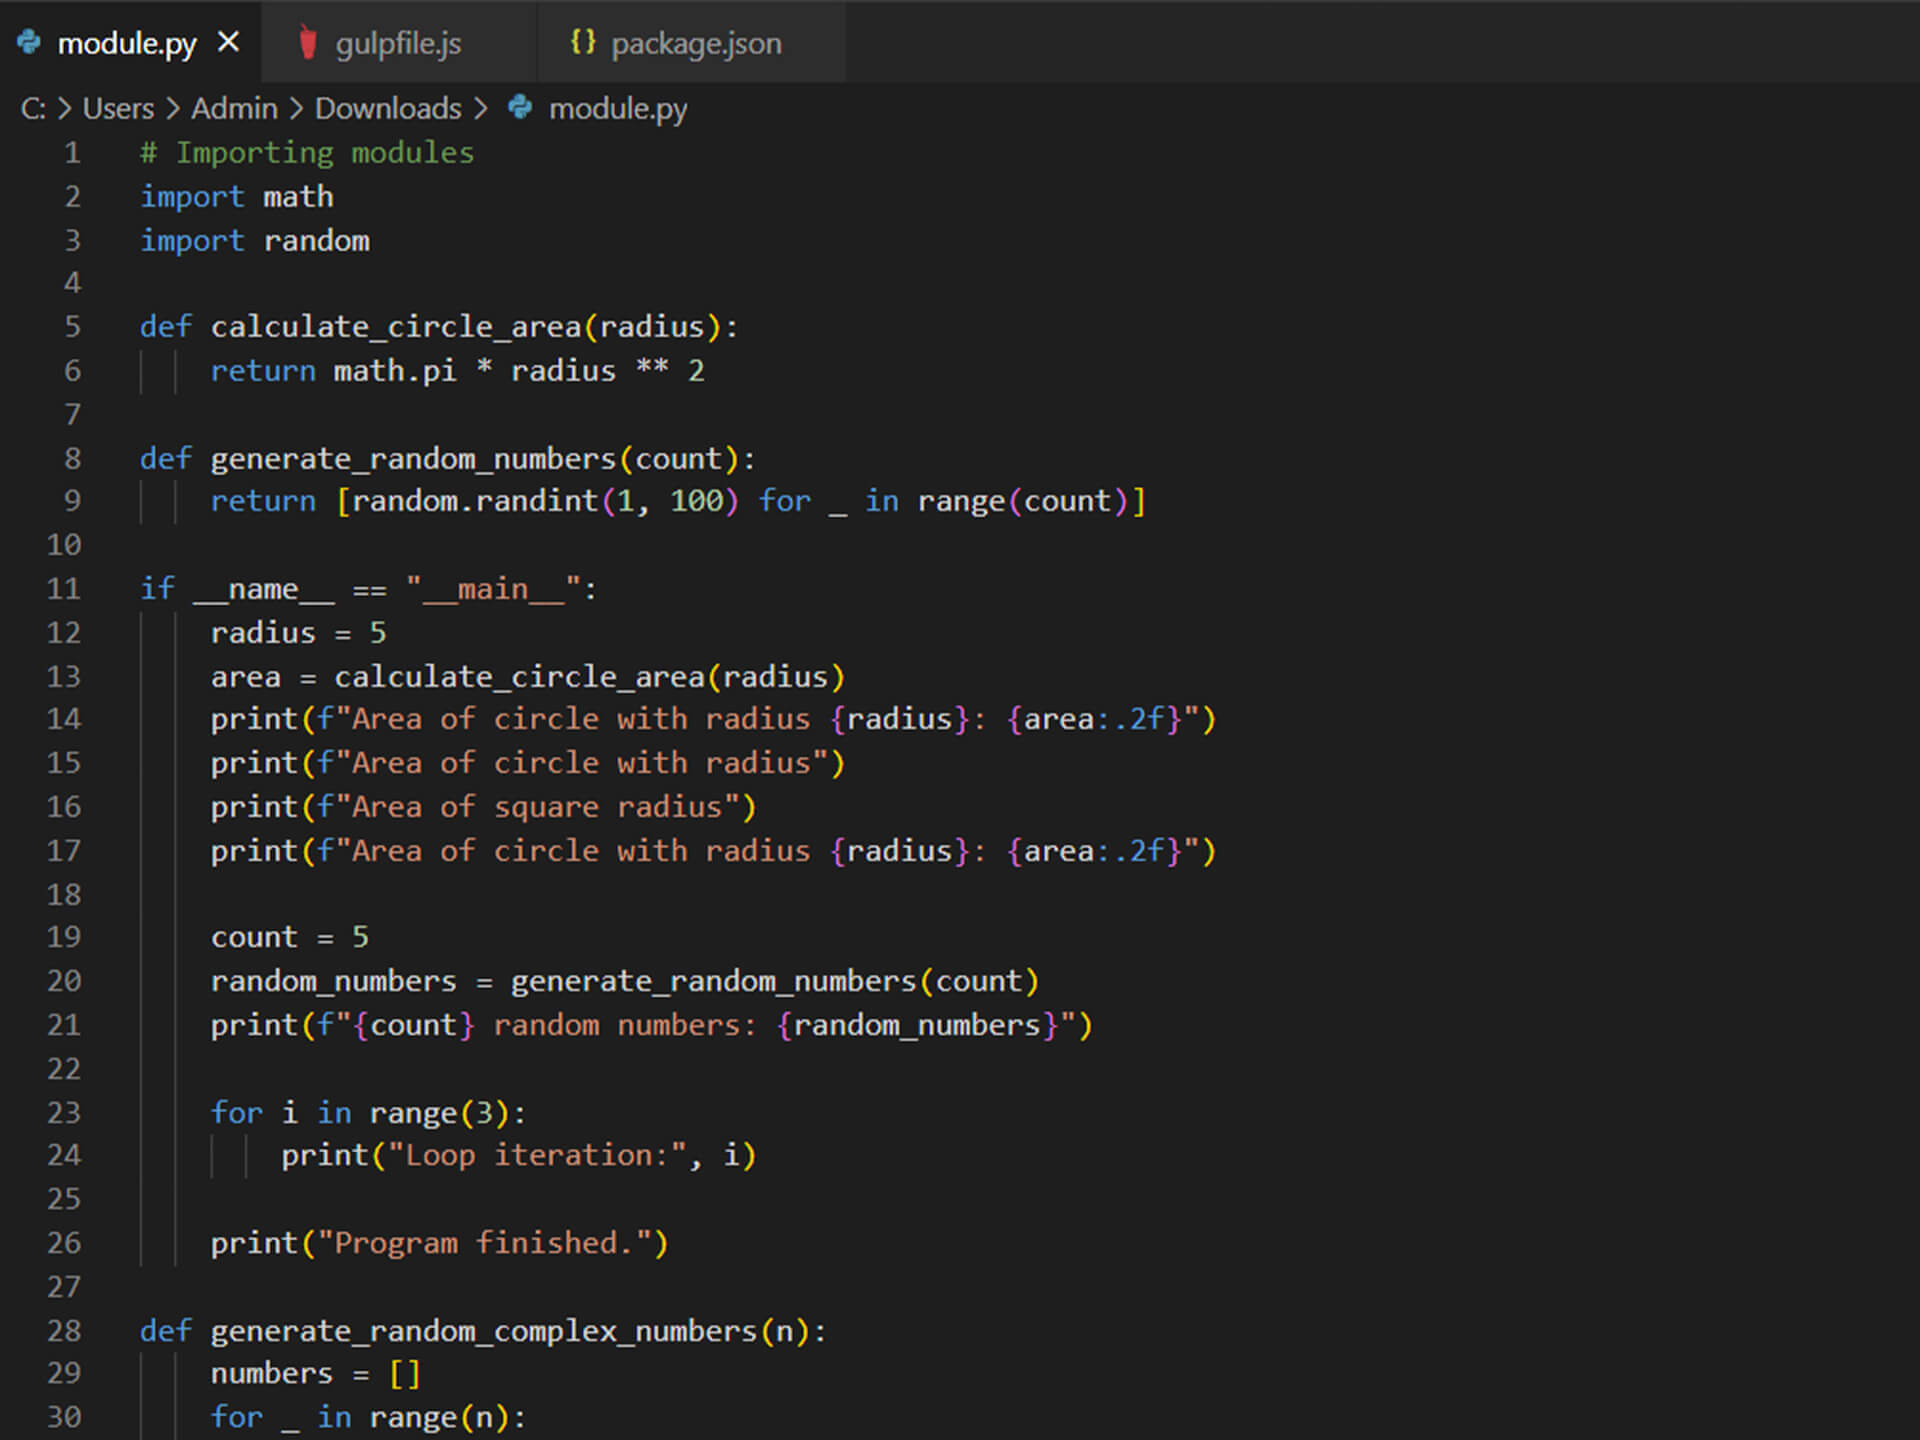 module.py ✕ gulpfile.js {} package.json
C: > Users > Admin > Downloads > module.py
1 # Importing modules
2 import math
3 import random
4
5 def calculate_circle_area(radius):
6     return math.pi * radius ** 2
7
8 def generate_random_numbers(count):
9     return [random.randint(1, 100) for _ in range(count)]
10
11 if __name__ == "__main__":
12     radius = 5
13     area = calculate_circle_area(radius)
14     print(f"Area of circle with radius {radius}: {area:.2f}")
15     print(f"Area of circle with radius")
16     print(f"Area of square radius")
17     print(f"Area of circle with radius {radius}: {area:.2f}")
18
19     count = 5
20     random_numbers = generate_random_numbers(count)
21     print(f"{count} random numbers: {random_numbers}")
22
23     for i in range(3):
24         print("Loop iteration:", i)
25
26     print("Program finished.")
27
28 def generate_random_complex_numbers(n):
29     numbers = []
30     for _ in range(n):